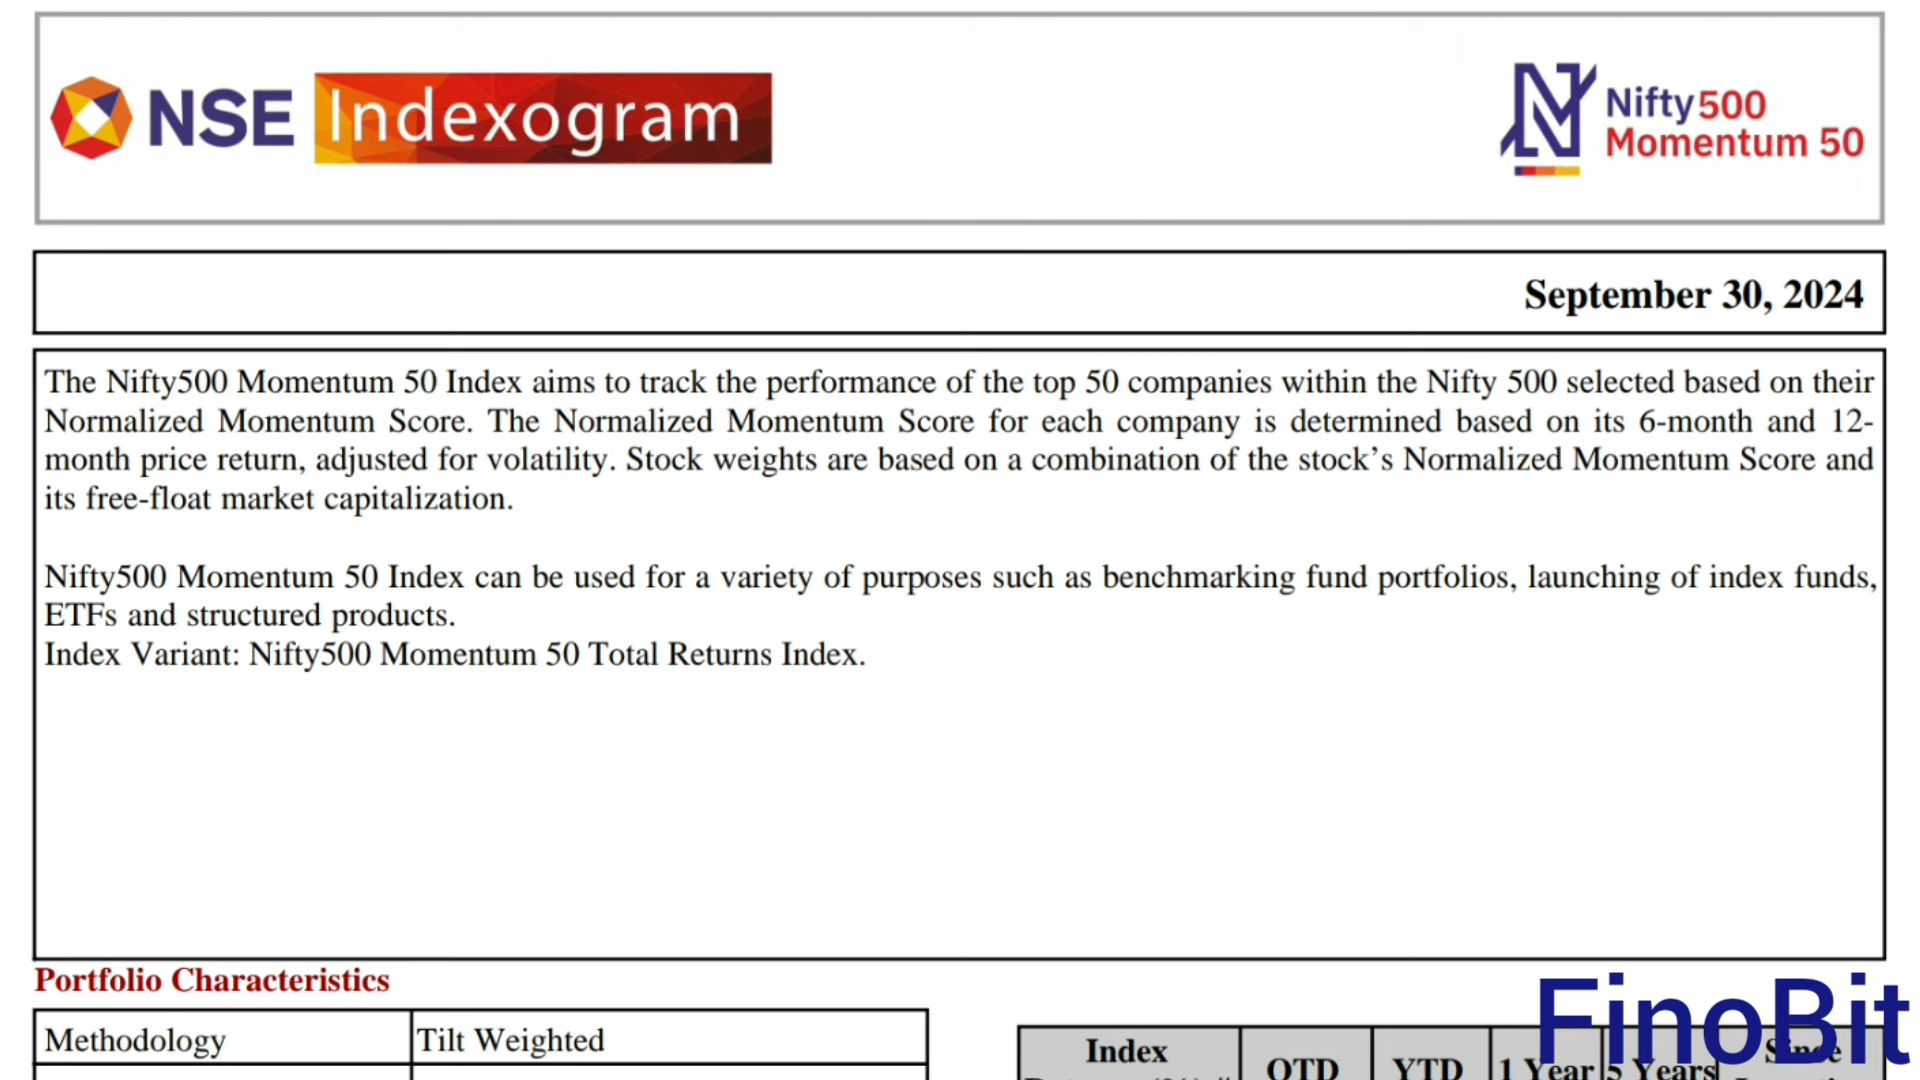 NSE Indexogram
Nifty500
Momentum 50
September 30, 2024
The Nifty500 Momentum 50 Index aims to track the performance of the top 50 companies within the Nifty 500 selected based on their
Normalized Momentum Score. The Normalized Momentum Score for each company is determined based on its 6-month and 12-
month price return, adjusted for volatility. Stock weights are based on a combination of the stock’s Normalized Momentum Score and
its free-float market capitalization.
Nifty500 Momentum 50 Index can be used for a variety of purposes such as benchmarking fund portfolios, launching of index funds,
ETFs and structured products.
Index Variant: Nifty500 Momentum 50 Total Returns Index.
Portfolio Characteristics
Methodology Tilt Weighted
Index
QTD YTD 1 Year 5 Years Since
FinoBit